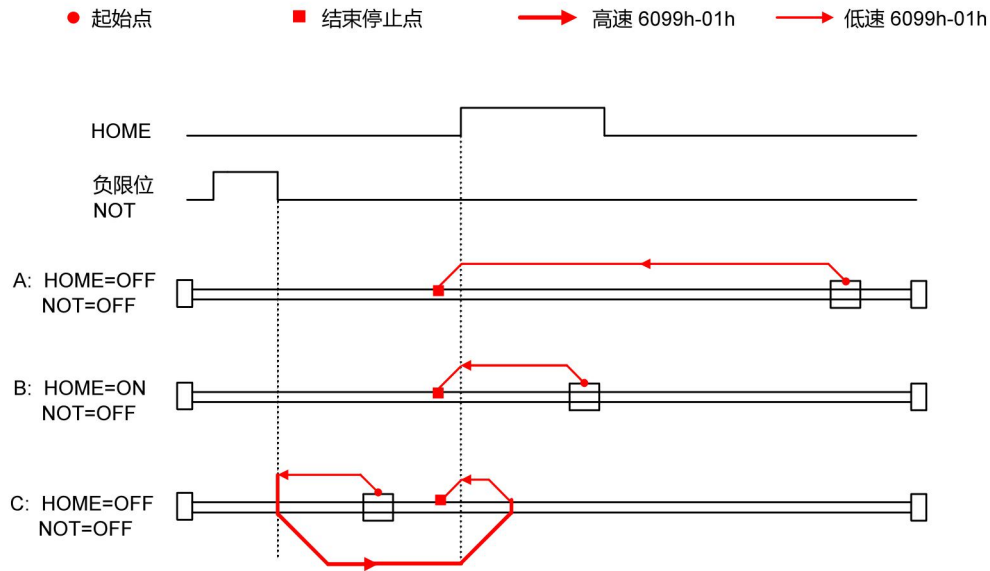 起始点 结束停止点 高速 6099h-01h 低速 6099h-01h
HOME
负限位
NOT
A: HOME=OFF
NOT=OFF
B: HOME=ON
NOT=OFF
C: HOME=OFF
NOT=OFF